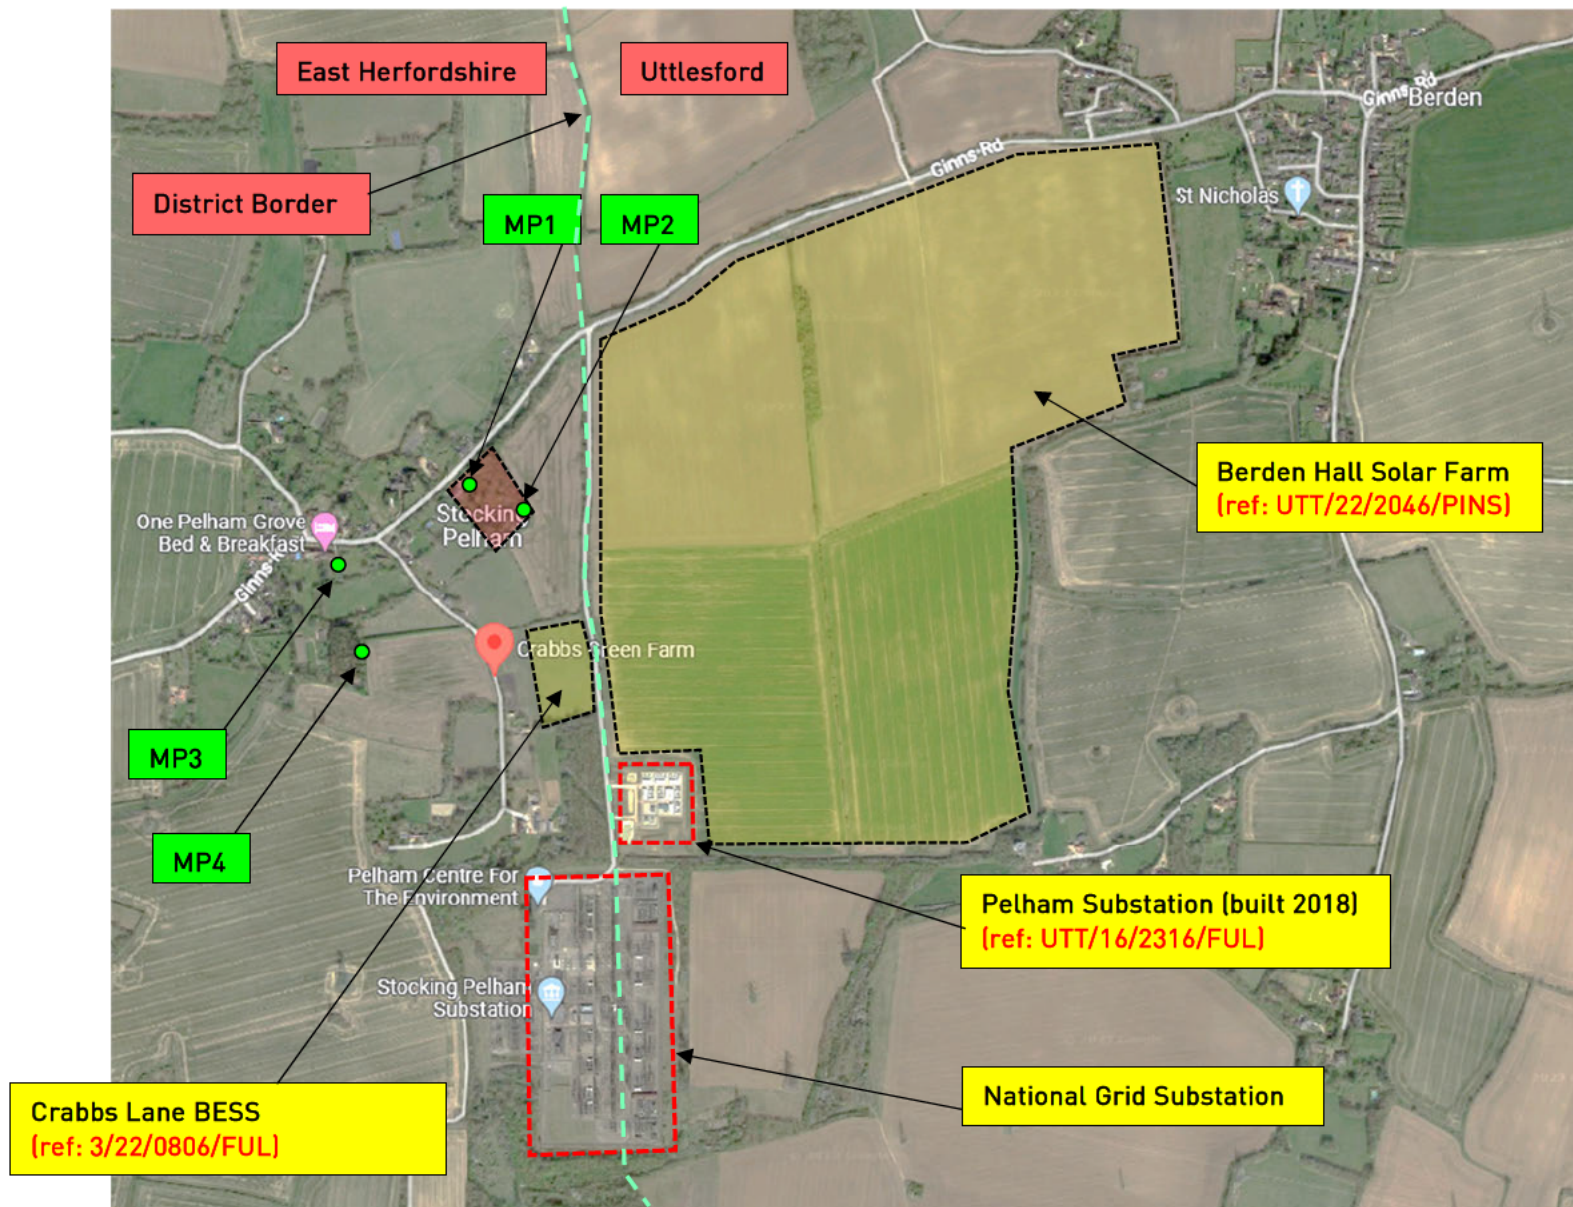 East Herfordshire
Uttlesford
Ginns Rd
Berden
Ginns Rd
District Border
St Nicholas
MP1
MP2
Berden Hall Solar Farm
(ref: UTT/22/2046/PINS)
Stocking
Pelham
One Pelham Grove
Bed & Breakfast
Ginns R
Crabbs Green Farm
MP3
MP4
Pelham Centre For
The Environment
Pelham Substation (built 2018)
(ref: UTT/16/2316/FUL)
Stocking Pelham
Substation
National Grid Substation
Crabbs Lane BESS
(ref: 3/22/0806/FUL)